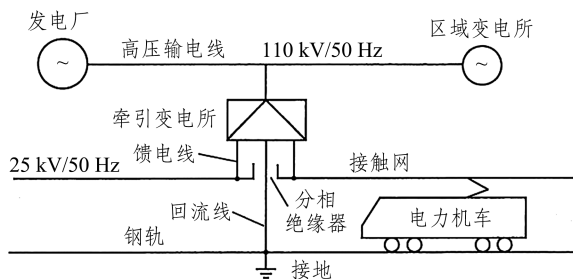 发电厂
区域变电所
高压输电线
110 kV/50 Hz
~
~
牵引变电所
馈电线
25 kV/50 Hz
接触网
分相
绝缘器
回流线
电力机车
钢轨
接地